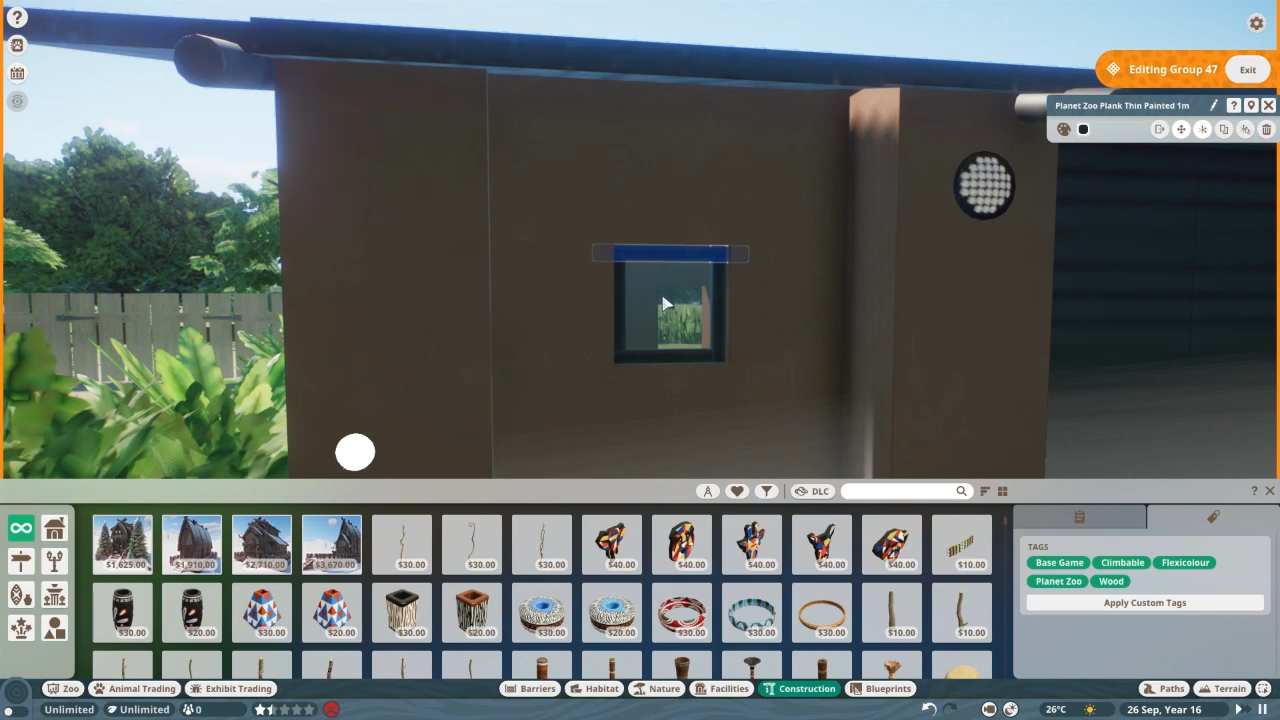 ?
Editing Group 47 Exit
Planet Zoo Plank Thin Painted 1m ?
DLC ?
$1,625.00 $1,910.00 $2,710.00 $3,670.00 $30.00 $30.00 $30.00 $40.00 $40.00 $40.00 $40.00 $40.00 $10.00
$30.00 $20.00 $30.00 $20.00 $30.00 $20.00 $30.00 $20.00 $30.00 $30.00 $30.00 $10.00 $10.00
TAGS
Base Game Climbable Flexicolour
Planet Zoo Wood
Apply Custom Tags
Zoo Animal Trading Exhibit Trading Barriers Habitat Nature Facilities Construction Blueprints Paths Terrain
Unlimited Unlimited 0 26°C 26 Sep, Year 16